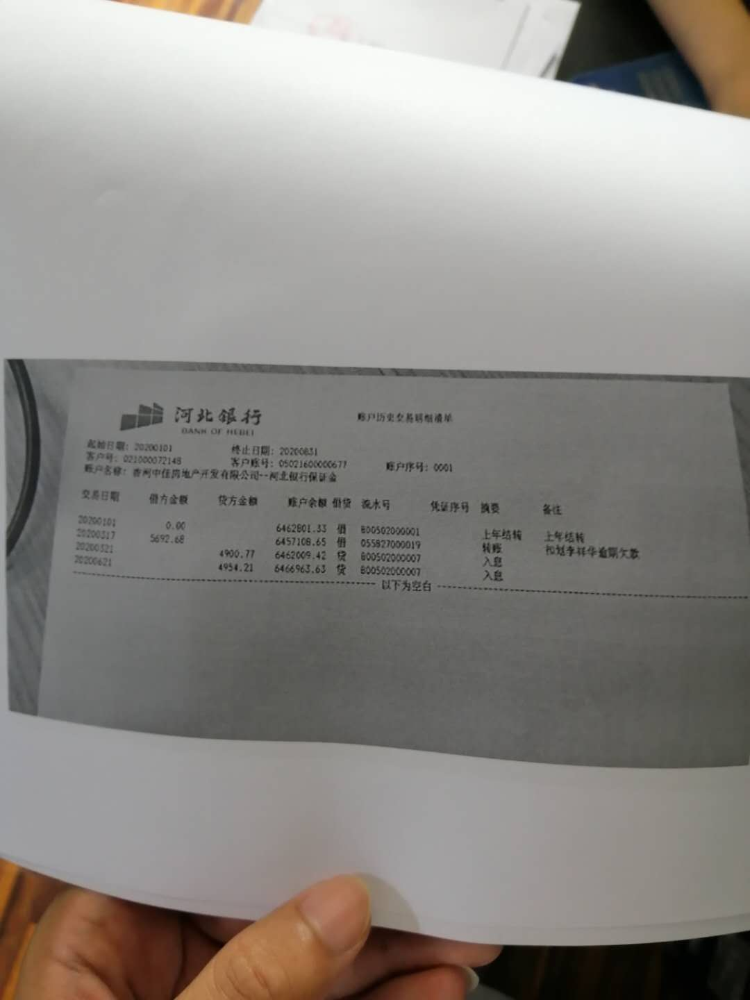 河北银行
BANK OF HEBEI
账户历史交易明细清单
起始日期: 20200101 终止日期: 20200831
客户号: 021000072148 客户账号: 05021600000677 账户序号: 0001
账户名称: 香河中佳房地产开发有限公司--河北银行保证金
交易日期 借方金额 贷方金额 账户余额 借贷 流水号 凭证序号 摘要 备注
20200101 0.00 6462801.33 借 800502000001 上年结转 上年结转
20200317 5692.68 6457108.65 借 055827000019 转账 扣划李祥华逾期欠款
20200321 4900.77 6462009.42 贷 800502000007 入息
20200621 4954.21 6466963.63 贷 800502000007 入息
以下为空白